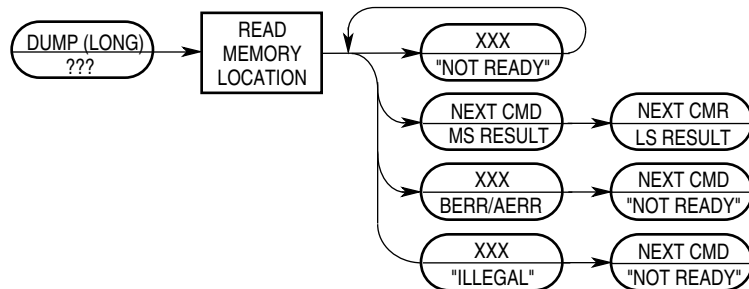 DUMP (LONG)
???
READ
MEMORY
LOCATION
XXX
"NOT READY"
NEXT CMD
MS RESULT
NEXT CMR
LS RESULT
XXX
BERR/AERR
NEXT CMD
"NOT READY"
XXX
"ILLEGAL"
NEXT CMD
"NOT READY"